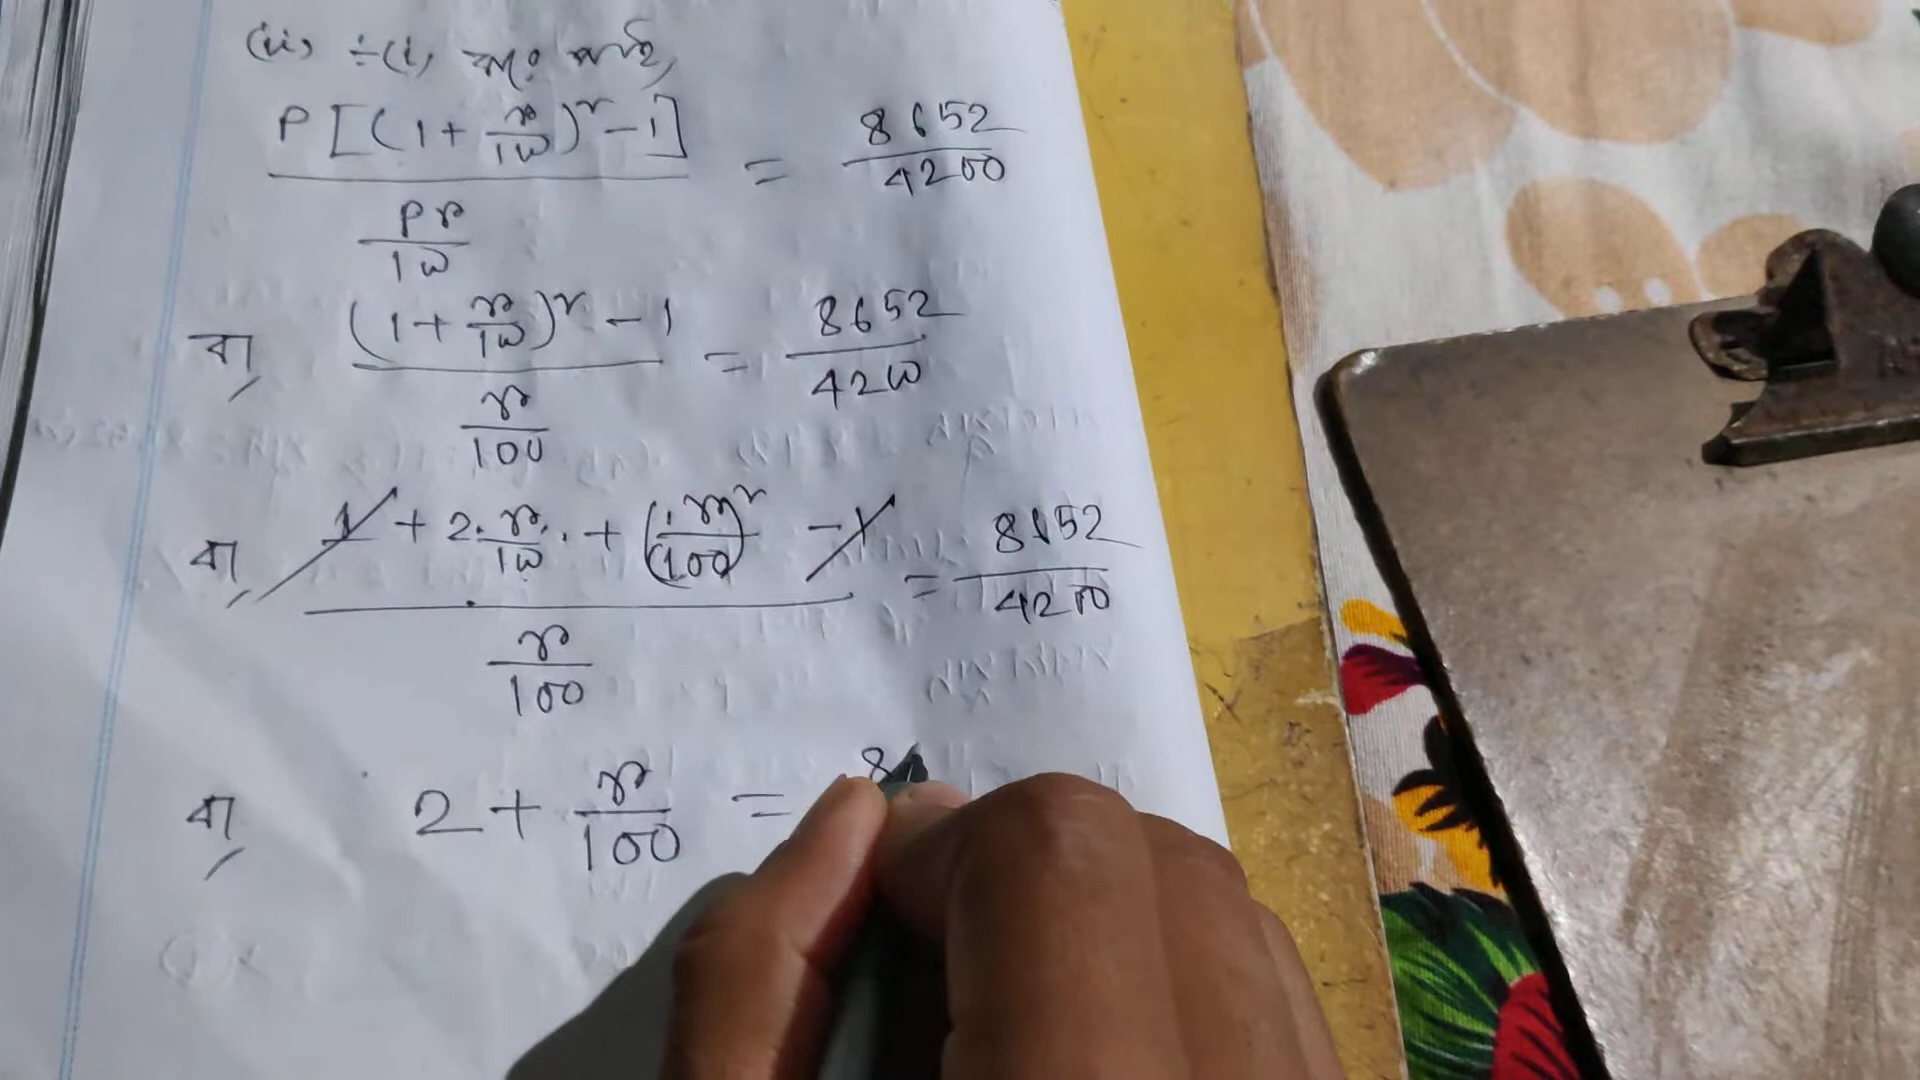 (ii) ÷ (i) নং করি,
P[(1 + r/100)² − 1] / Pr/100 = 8652/4200
বা, (1 + r/100)² − 1 / r/100 = 8652/4200
বা, 1 + 2·r/100 + (r/100)² − 1 / r/100 = 8652/4200
বা, 2 + r/100 = 8